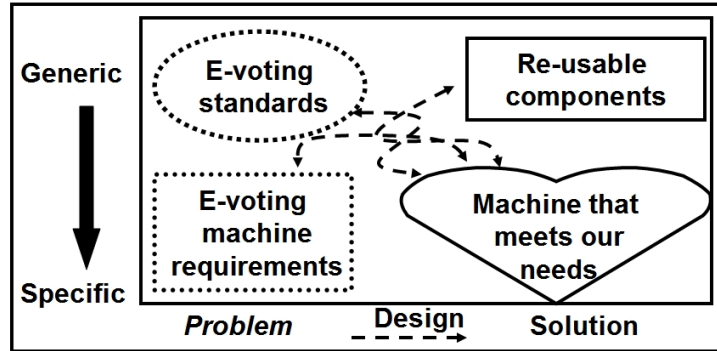 Generic
E-voting
standards
Re-usable
components
E-voting
machine
requirements
Machine that
meets our
needs
Specific
Problem
Design
Solution